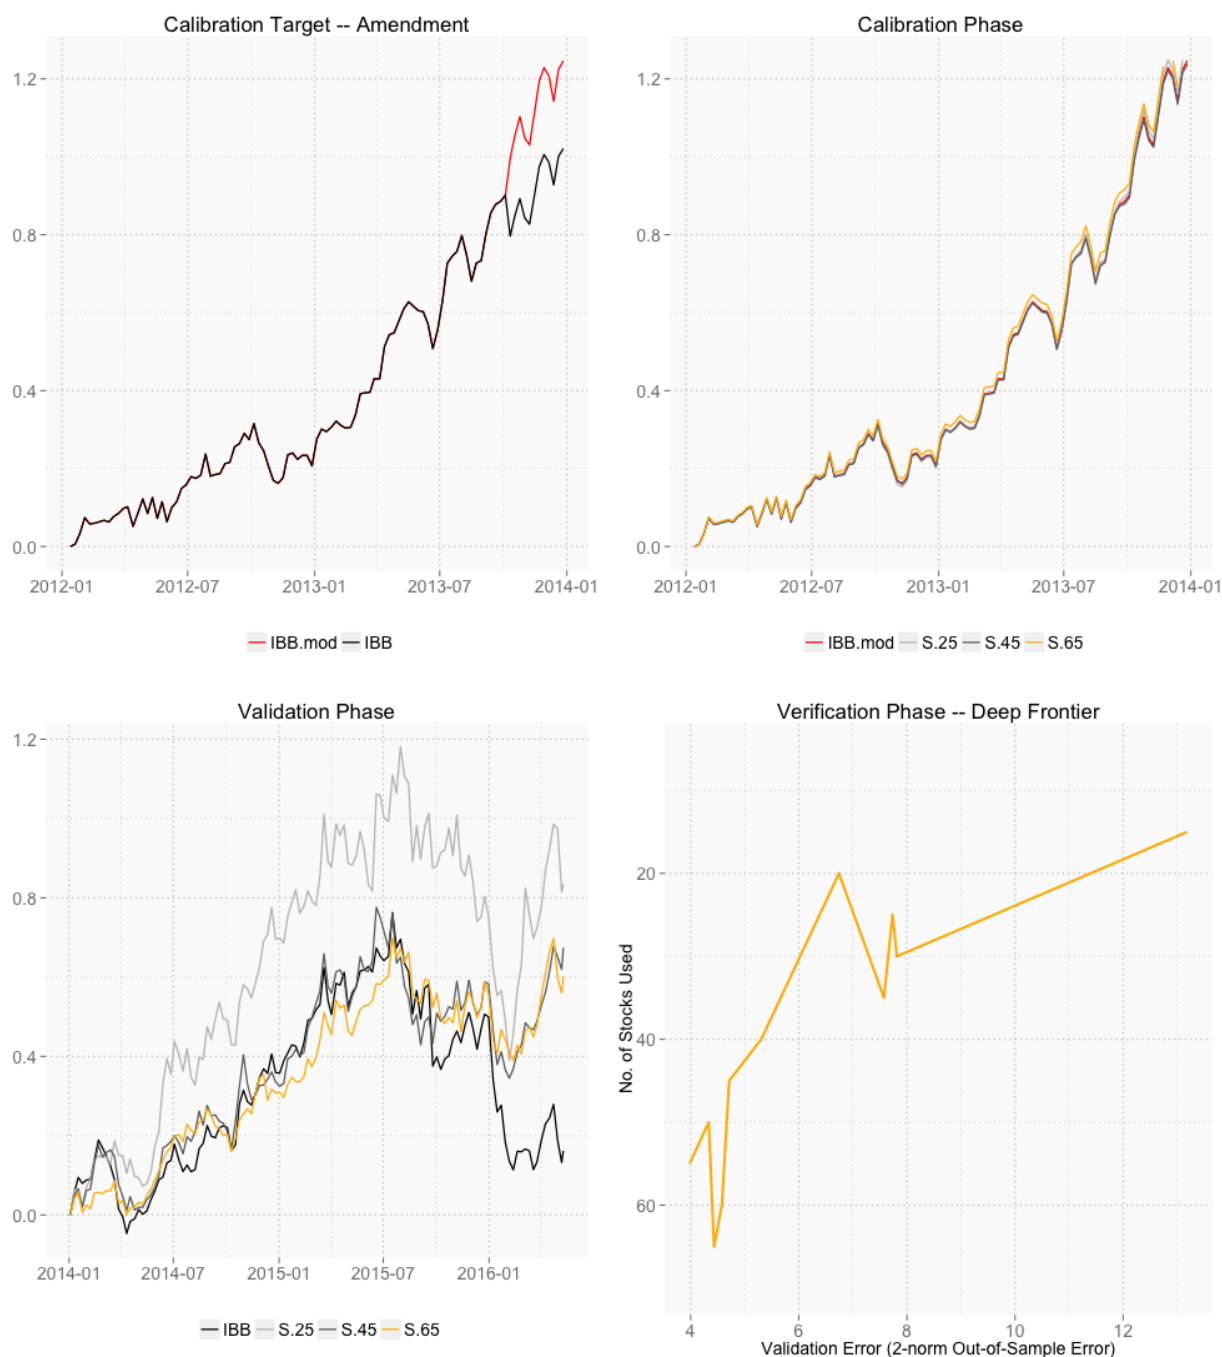 Calibration Target -- Amendment
1.2
0.8
0.4
0.0
2012-01 2012-07 2013-01 2013-07 2014-01
IBB.mod IBB
Calibration Phase
1.2
0.8
0.4
0.0
2012-01 2012-07 2013-01 2013-07 2014-01
IBB.mod S.25 S.45 S.65
Validation Phase
1.2
0.8
0.4
0.0
2014-01 2014-07 2015-01 2015-07 2016-01
IBB S.25 S.45 S.65
Verification Phase -- Deep Frontier
No. of Stocks Used
20
40
60
4 6 8 10 12
Validation Error (2-norm Out-of-Sample Error)